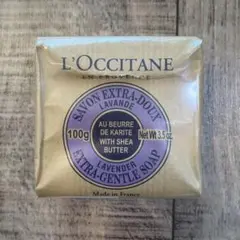 L'OCCITANE
EN PROVENCE
SAVON EXTRA-DOUX
LAVANDE
100g
AU BEURRE
DE KARITE
WITH SHEA
BUTTER
Net Wt 3.5 oz.
LAVENDER
EXTRA-GENTLE SOAP
Made in France